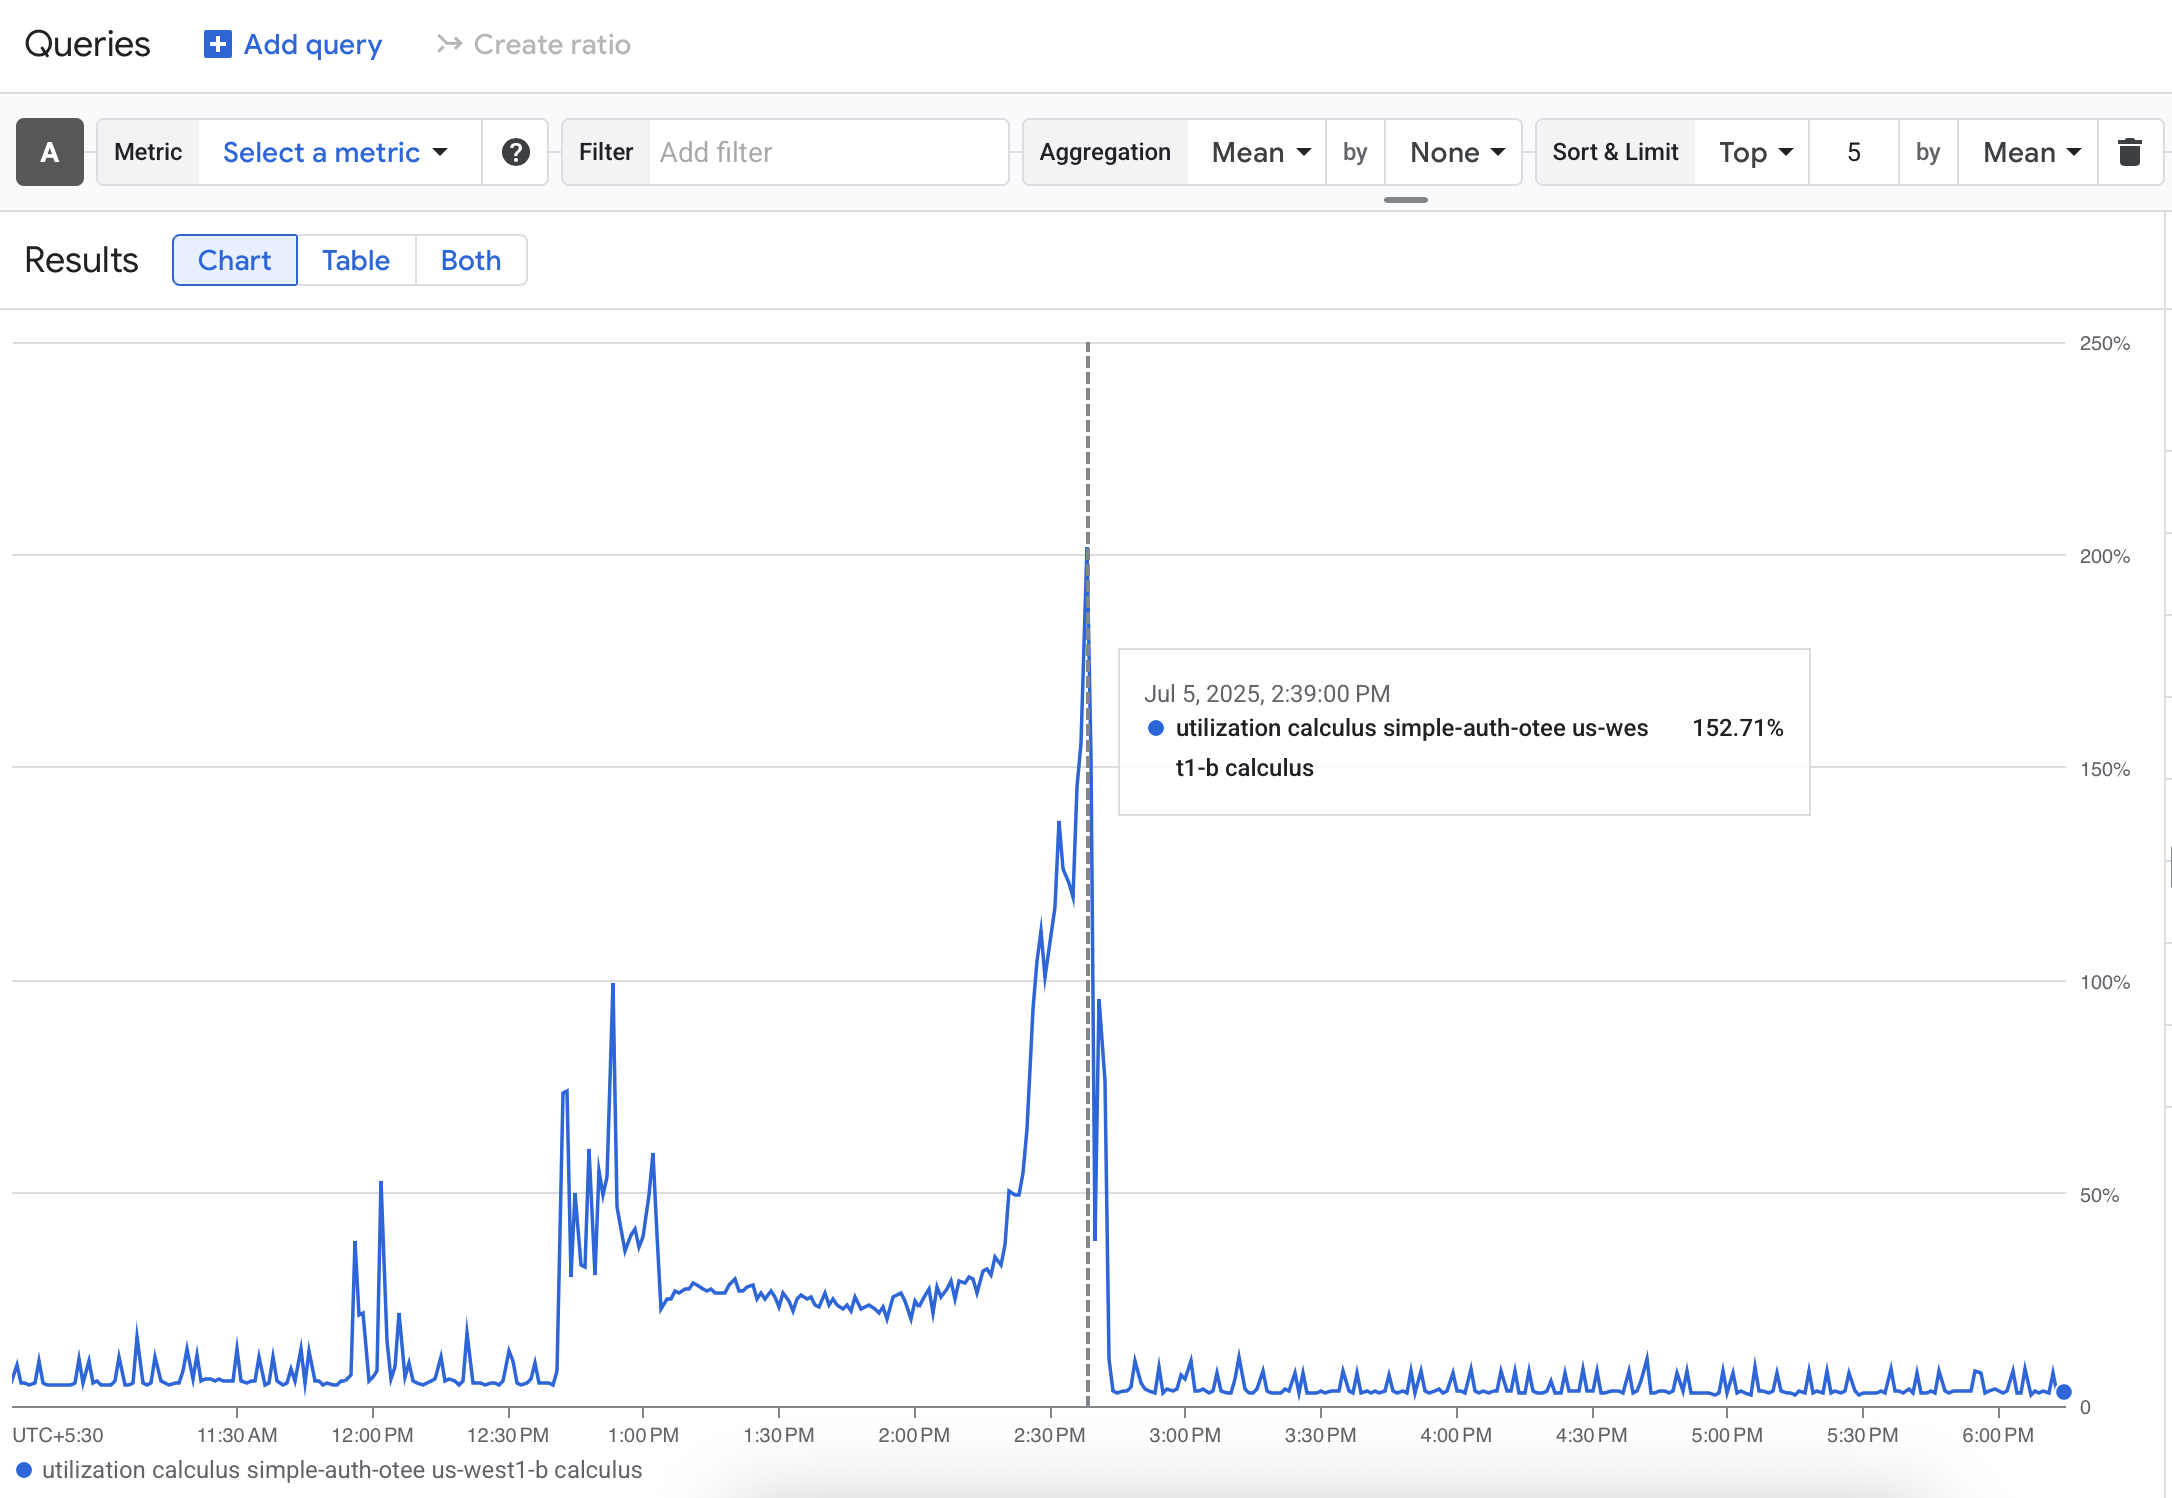 Queries Add query Create ratio
A Metric Select a metric ? Filter Add filter Aggregation Mean by None Sort & Limit Top 5 by Mean
Results Chart Table Both
250%
200%
Jul 5, 2025, 2:39:00 PM
utilization calculus simple-auth-otee us-wes 152.71%
t1-b calculus
150%
100%
50%
0
UTC+5:30 11:30 AM 12:00 PM 12:30 PM 1:00 PM 1:30 PM 2:00 PM 2:30 PM 3:00 PM 3:30 PM 4:00 PM 4:30 PM 5:00 PM 5:30 PM 6:00 PM
utilization calculus simple-auth-otee us-west1-b calculus